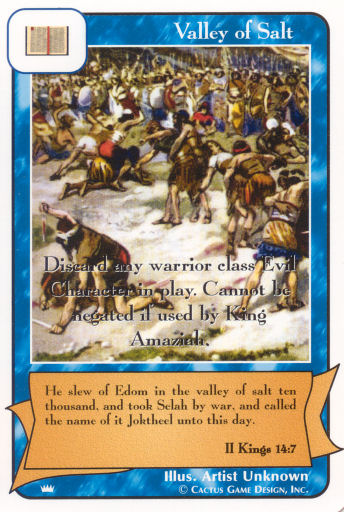 Valley of Salt
Discard any warrior class Evil
Character in play. Cannot be
negated if used by King
Amaziah.
He slew of Edom in the valley of salt ten
thousand, and took Selah by war, and called
the name of it Joktheel unto this day.
II Kings 14:7
Illus. Artist Unknown
© Cactus Game Design, Inc.